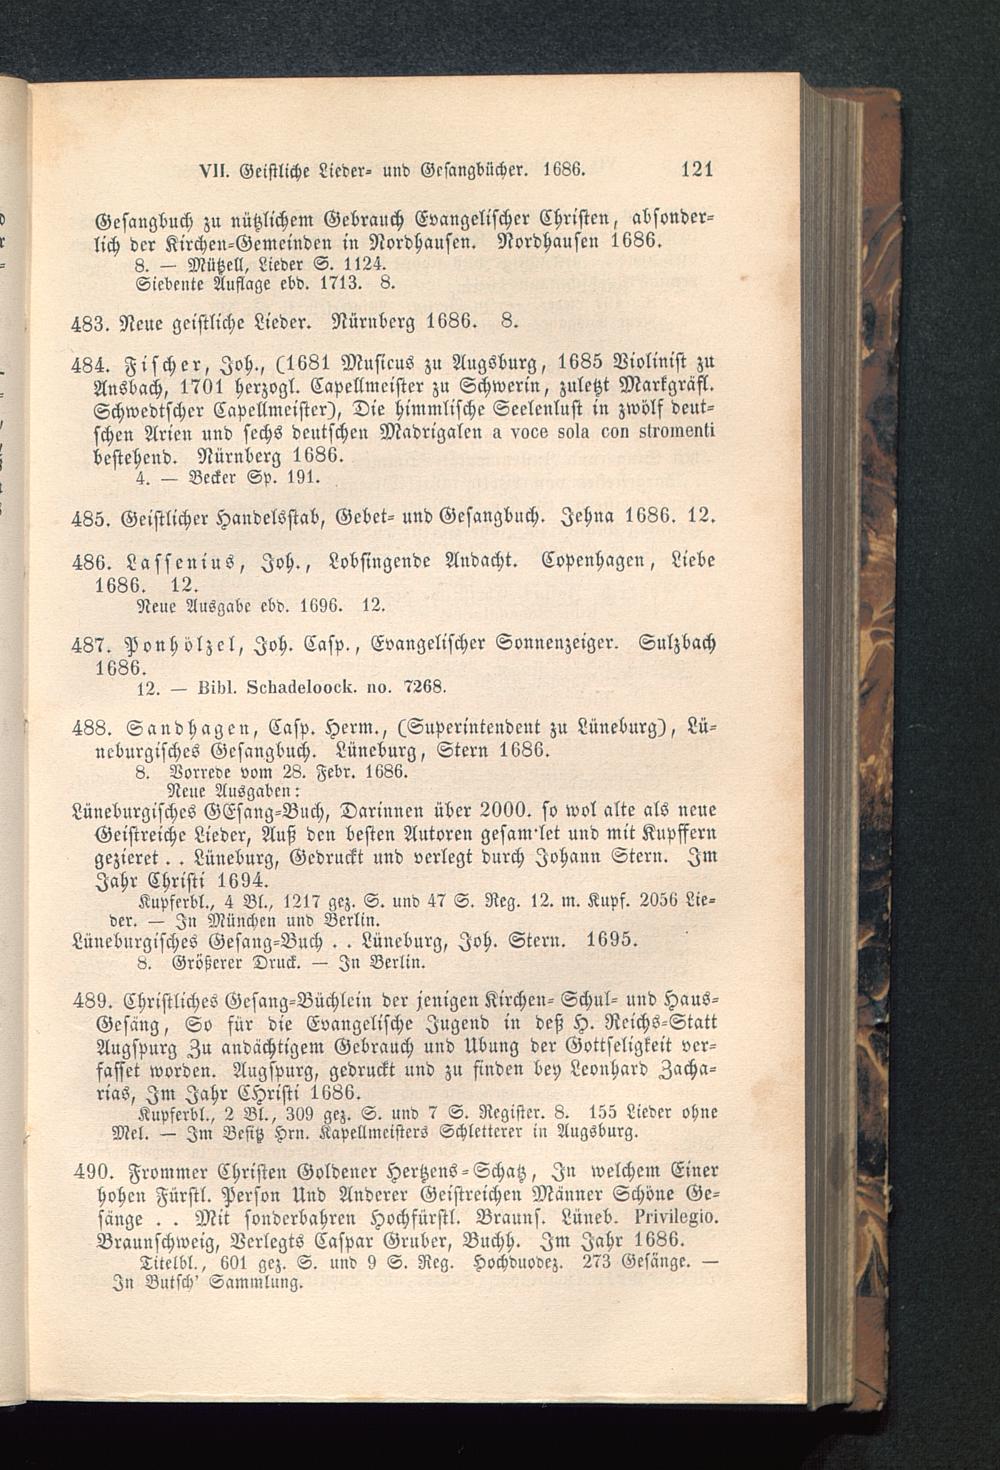 VII. Geistliche Lieder- und Gesangbücher. 1686. 121
Gesangbuch zu nützlichem Gebrauch Evangelischer Christen, absonder-
lich der Kirchen-Gemeinden in Nordhausen. Nordhausen 1686.
8. — Mützell, Lieder S. 1124.
Siebente Auflage ebd. 1713. 8.
483. Neue geistliche Lieder. Nürnberg 1686. 8.
484. Fischer, Joh., (1681 Musicus zu Augsburg, 1685 Violinist zu
Ansbach, 1701 herzogl. Capellmeister zu Schwerin, zuletzt Markgräfl.
Schwedtscher Capellmeister), Die himmlische Seelenlust in zwölf deut-
schen Arien und sechs deutschen Madrigalen a voce sola con stromenti
bestehend. Nürnberg 1686.
4. — Becker Sp. 191.
485. Geistlicher Handelsstab, Gebet- und Gesangbuch. Jehna 1686. 12.
486. Lassenius, Joh., Lobsingende Andacht. Copenhagen, Liebe
1686. 12.
Neue Ausgabe ebd. 1696. 12.
487. Ponhölzel, Joh. Casp., Evangelischer Sonnenzeiger. Sulzbach
1686.
12. — Bibl. Schadeloock. no. 7268.
488. Sandhagen, Casp. Herm., (Superintendent zu Lüneburg), Lü-
neburgisches Gesangbuch. Lüneburg, Stern 1686.
8. Vorrede vom 28. Febr. 1686.
Neue Ausgaben:
Lüneburgisches GEsang-Buch, Darinnen über 2000. so wol alte als neue
Geistreiche Lieder, Auß den besten Autoren gesam̄let und mit Kupffern
gezieret . . Lüneburg, Gedruckt und verlegt durch Johann Stern. Im
Jahr Christi 1694.
Kupferbl., 4 Bl., 1217 gez. S. und 47 S. Reg. 12. m. Kupf. 2056 Lie-
der. — In München und Berlin.
Lüneburgisches Gesang-Buch . . Lüneburg, Joh. Stern. 1695.
8. Größerer Druck. — In Berlin.
489. Christliches Gesang-Büchlein der jenigen Kirchen- Schul- und Haus-
Gesäng, So für die Evangelische Jugend in deß H. Reichs-Statt
Augspurg Zu andächtigem Gebrauch und Ubung der Gottseligkeit ver-
fasset worden. Augspurg, gedruckt und zu finden bey Leonhard Zacha-
rias, Im Jahr CHristi 1686.
Kupferbl., 2 Bl., 309 gez. S. und 7 S. Register. 8. 155 Lieder ohne
Mel. — Im Besitz Hrn. Kapellmeisters Schletterer in Augsburg.
490. Frommer Christen Goldener Hertzens-Schatz, In welchem Einer
hohen Fürstl. Person Und Anderer Geistreichen Männer Schöne Ge-
sänge . . Mit sonderbahren Hochfürstl. Brauns. Lüneb. Privilegio.
Braunschweig, Verlegts Caspar Gruber, Buchh. Im Jahr 1686.
Titelbl., 601 gez. S. und 9 S. Reg. Hochduodez. 273 Gesänge. —
In Butsch' Sammlung.